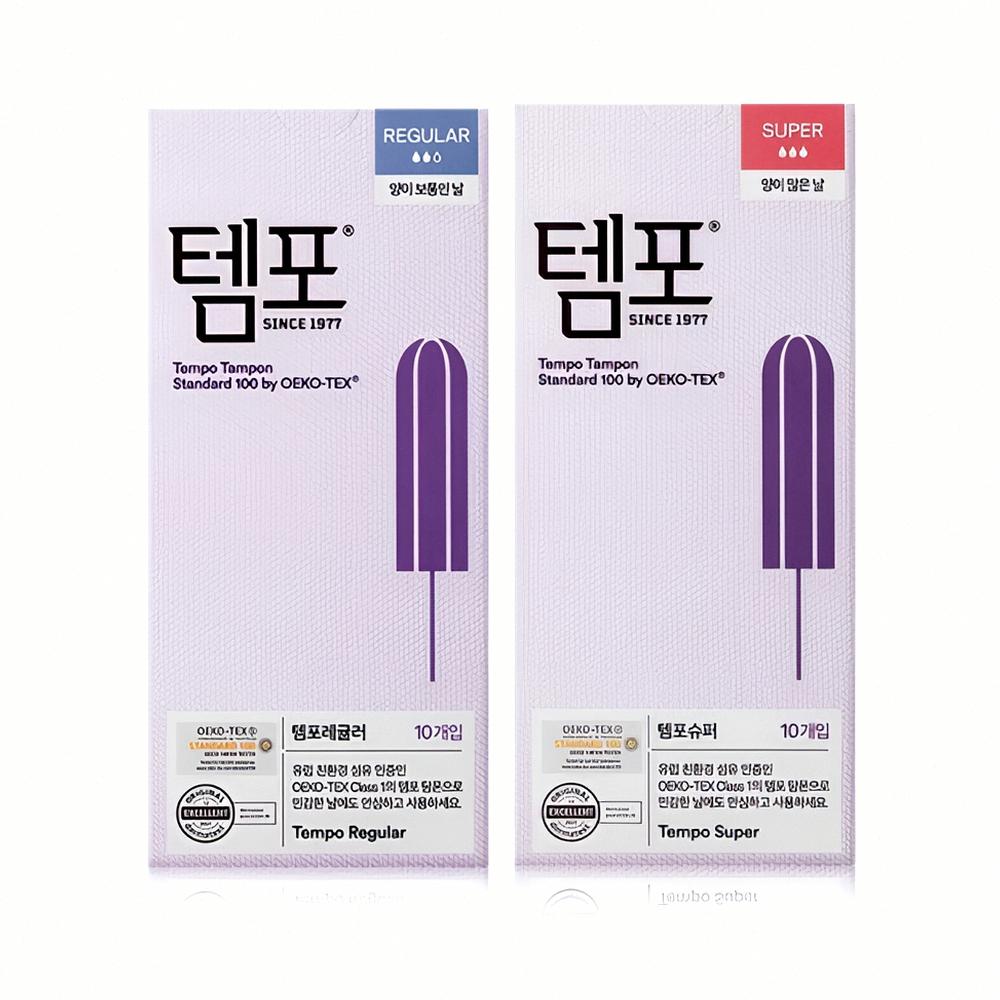 REGULAR
양이 보통인 날
템포®
SINCE 1977
Tempo Tampon
Standard 100 by OEKO-TEX®
OEKO-TEX®
STANDARD 100
템포레귤러
10개입
유럽 친환경 섬유 인증인
OEKO-TEX Class 1의 템포 탐폰으로
민감한 날에도 안심하고 사용하세요
ORIGINAL
EXCELLENT
Tempo Regular
SUPER
양이 많은 날
템포®
SINCE 1977
Tempo Tampon
Standard 100 by OEKO-TEX®
OEKO-TEX®
STANDARD 100
템포슈퍼
10개입
유럽 친환경 섬유 인증인
OEKO-TEX Class 1의 템포 탐폰으로
민감한 날에도 안심하고 사용하세요
ORIGINAL
EXCELLENT
Tempo Super